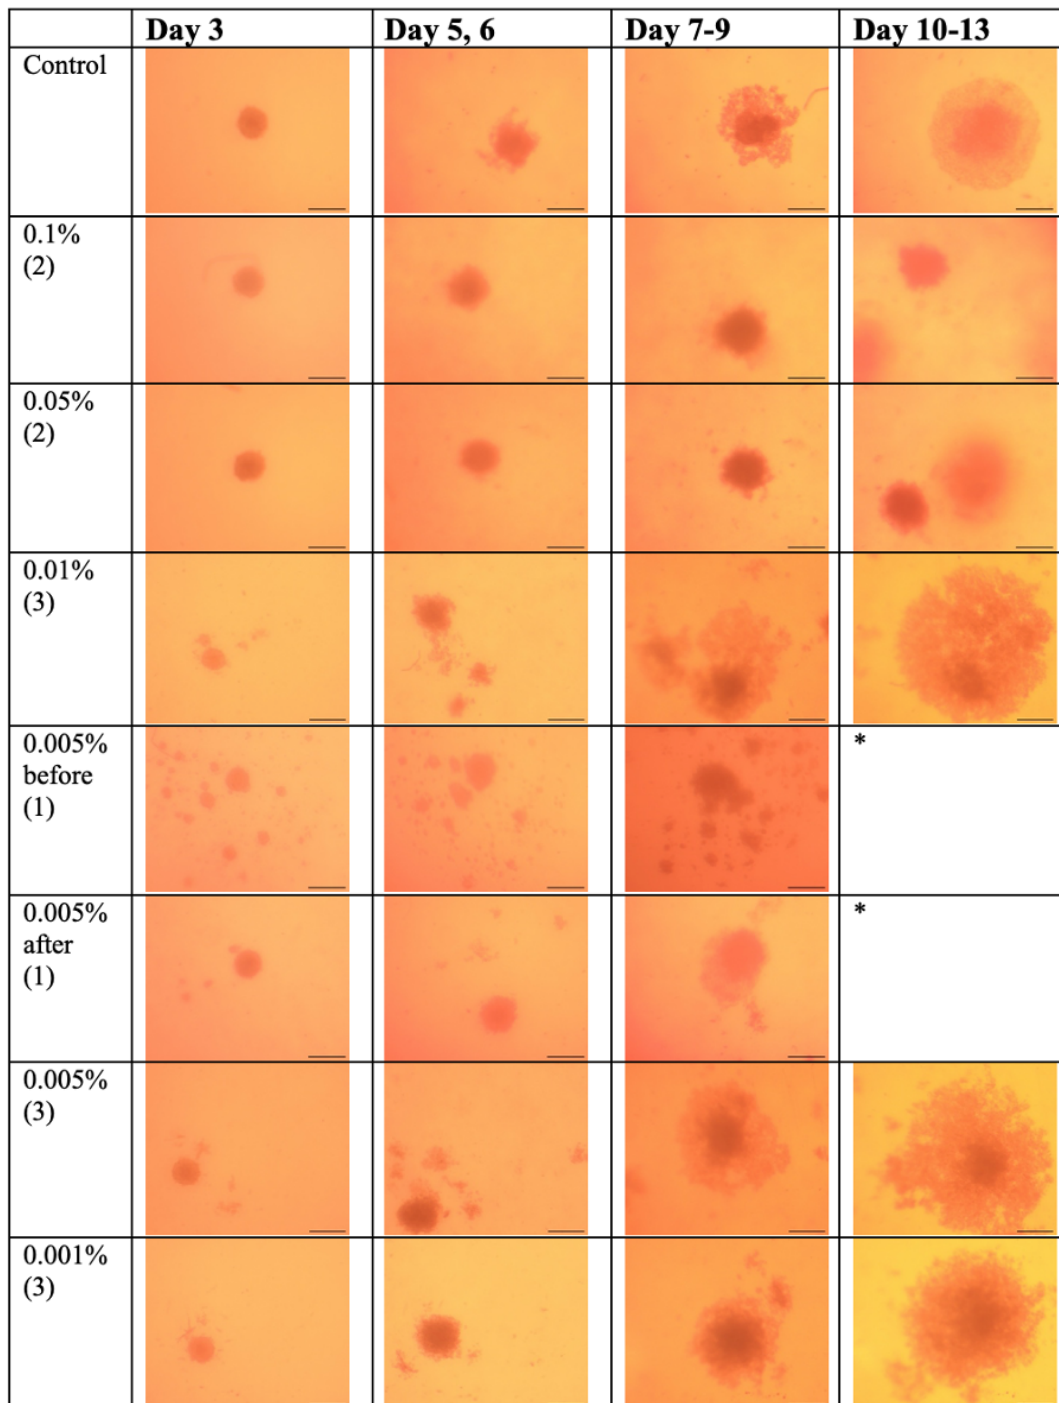 Day 3
Day 5, 6
Day 7-9
Day 10-13
Control
0.1%
(2)
0.05%
(2)
0.01%
(3)
0.005%
before
(1)
*
0.005%
after
(1)
*
0.005%
(3)
0.001%
(3)